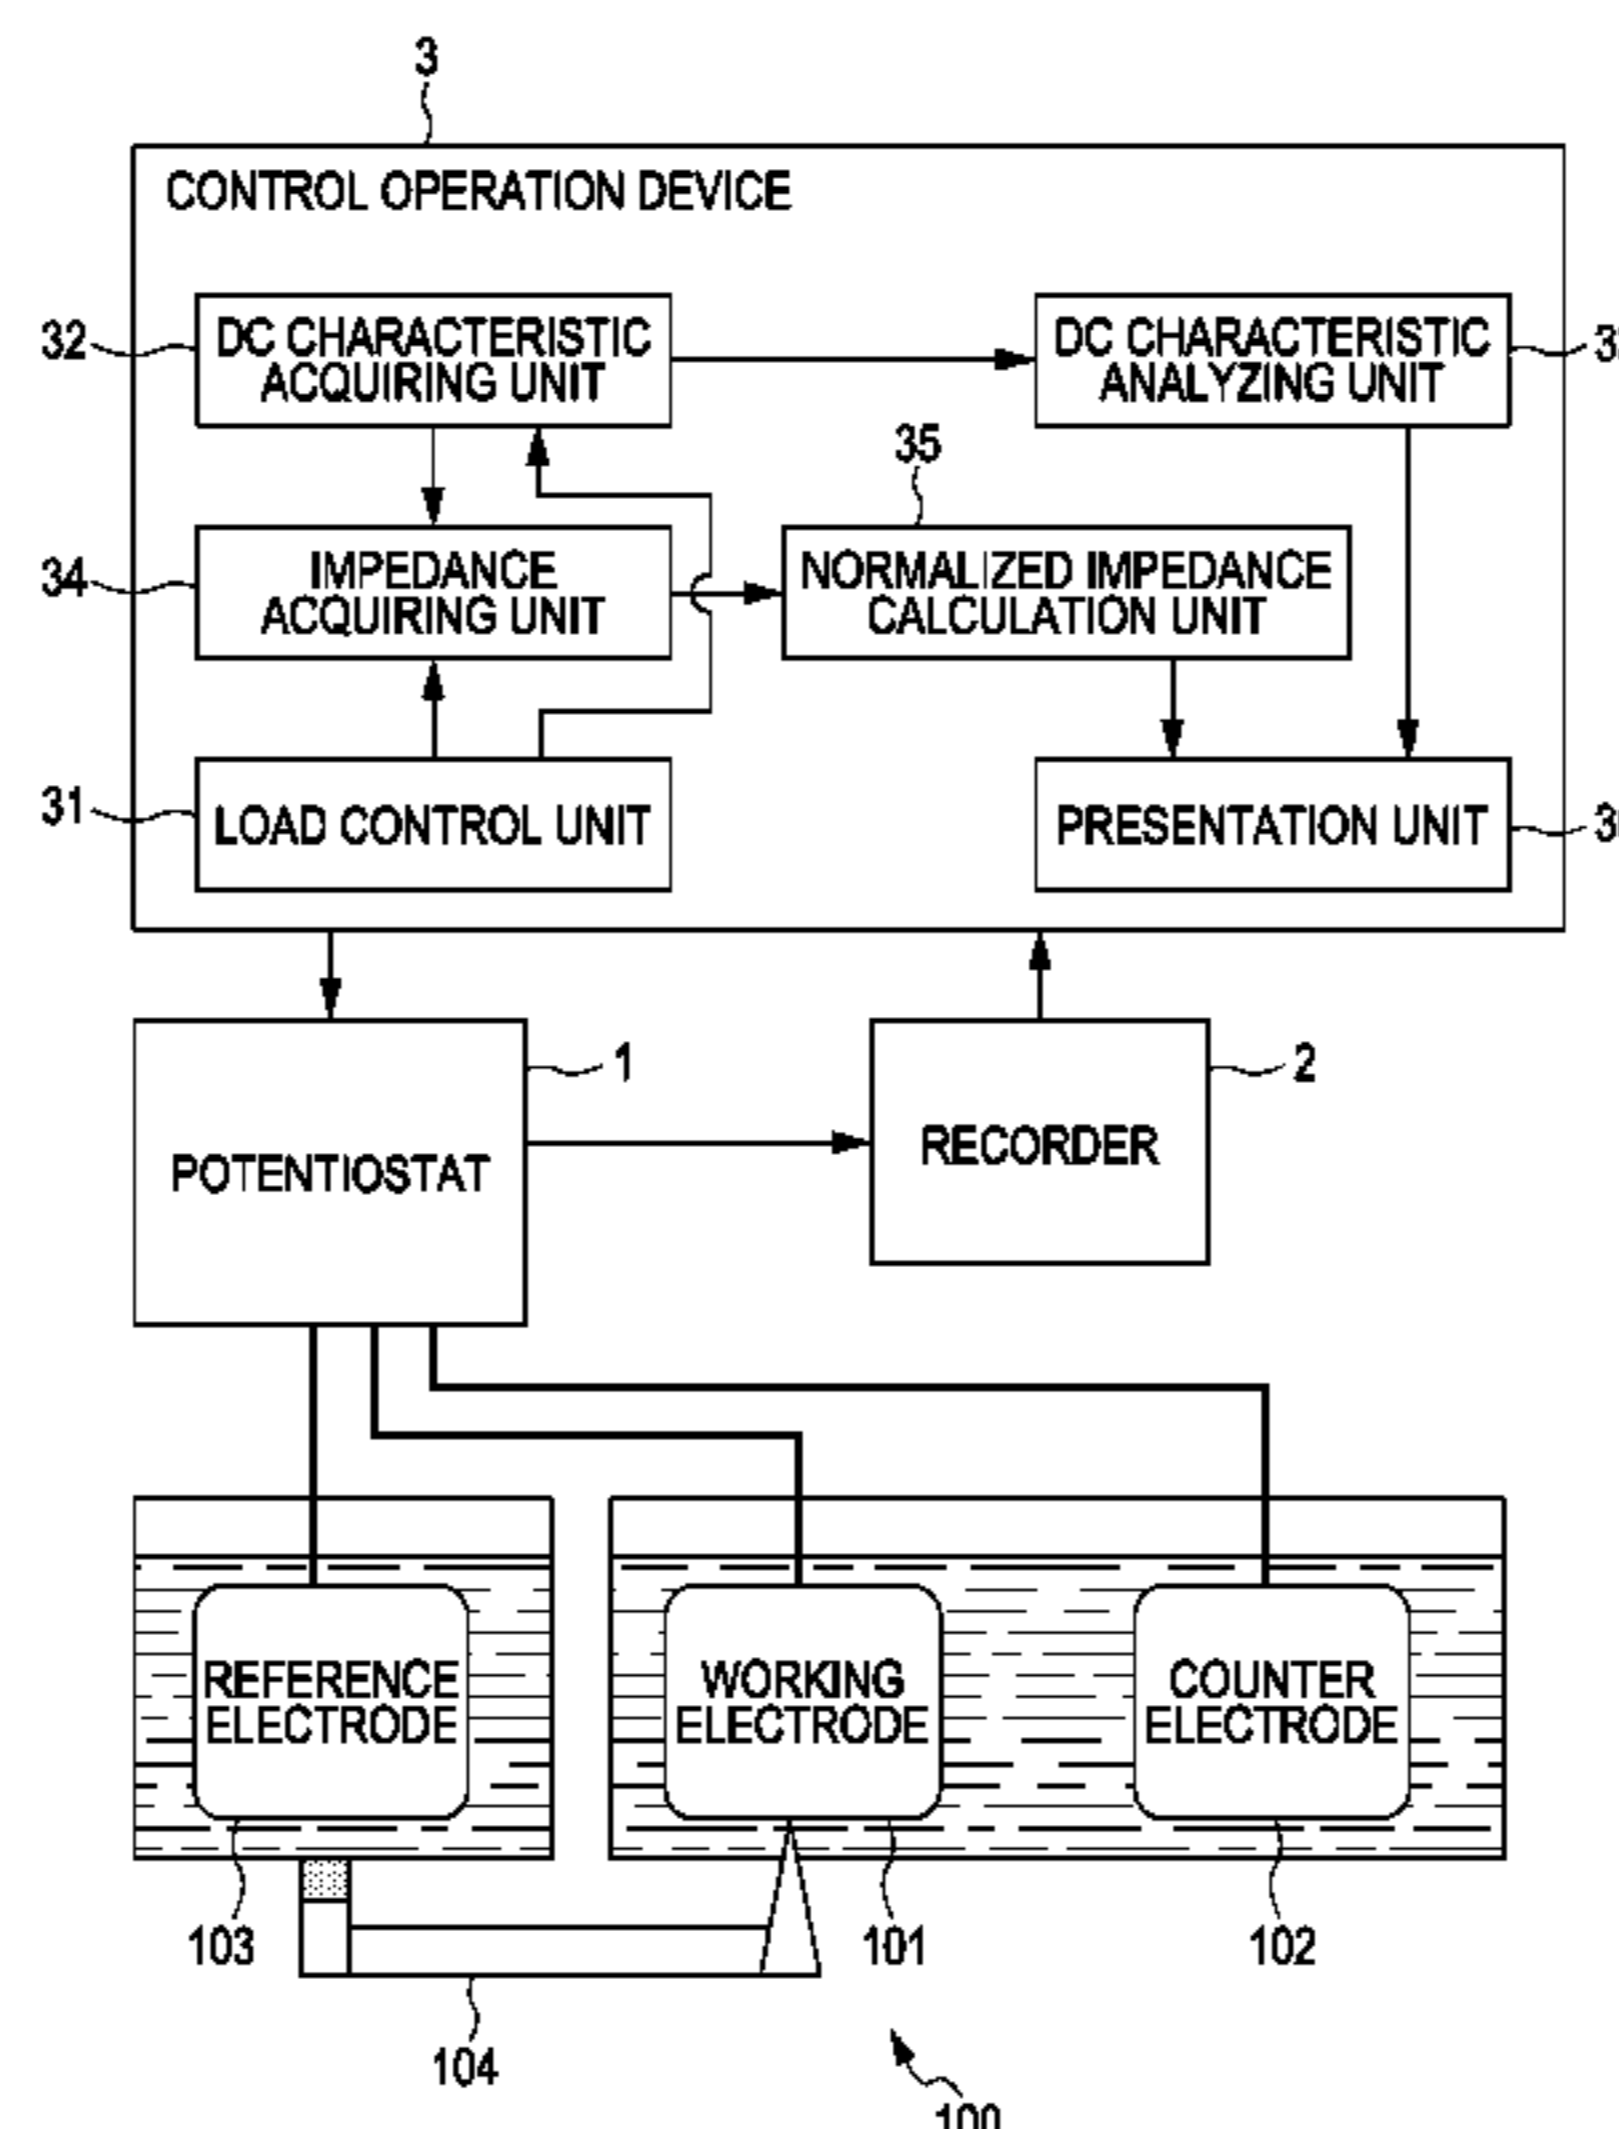 3
CONTROL OPERATION DEVICE
32
DC CHARACTERISTIC
ACQUIRING UNIT
DC CHARACTERISTIC
ANALYZING UNIT
35
34
IMPEDANCE
ACQUIRING UNIT
NORMALIZED IMPEDANCE
CALCULATION UNIT
31
LOAD CONTROL UNIT
PRESENTATION UNIT
1
2
POTENTIOSTAT
RECORDER
REFERENCE
ELECTRODE
WORKING
ELECTRODE
COUNTER
ELECTRODE
103
101
102
104
100